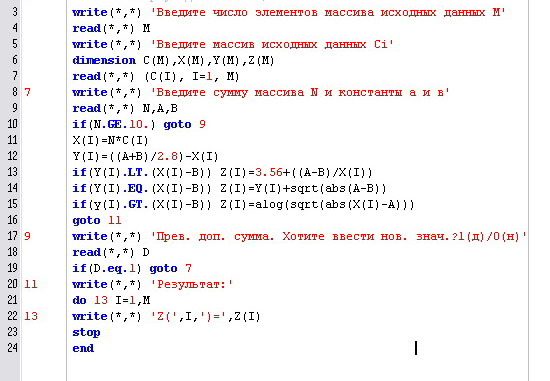 3 write(*,*) 'Введите число элементов массива исходных данных M'
4 read(*,*) M
5 write(*,*) 'Введите массив исходных данных Ci'
6 dimension C(M),X(M),Y(M),Z(M)
7 read(*,*) (C(I), I=1, M)
8 7 write(*,*) 'Введите сумму массива N и константы а и в'
9 read(*,*) N,A,B
10 if(N.GE.10.) goto 9
11 X(I)=N*C(I)
12 Y(I)=((A+B)/2.8)-X(I)
13 if(Y(I).LT.(X(I)-B)) Z(I)=3.56+((A-B)/X(I))
14 if(Y(I).EQ.(X(I)-B)) Z(I)=Y(I)+sqrt(abs(A-B))
15 if(y(I).GT.(X(I)-B)) Z(I)=alog(sqrt(abs(X(I)-A)))
16 goto 11
17 9 write(*,*) 'Прев. доп. сумма. Хотите ввести нов. знач.?1(д)/0(н)'
18 read(*,*) D
19 if(D.eq.1) goto 7
20 11 write(*,*) 'Результат:'
21 do 13 I=1,M
22 13 write(*,*) 'Z(',I,')=',Z(I)
23 stop
24 end